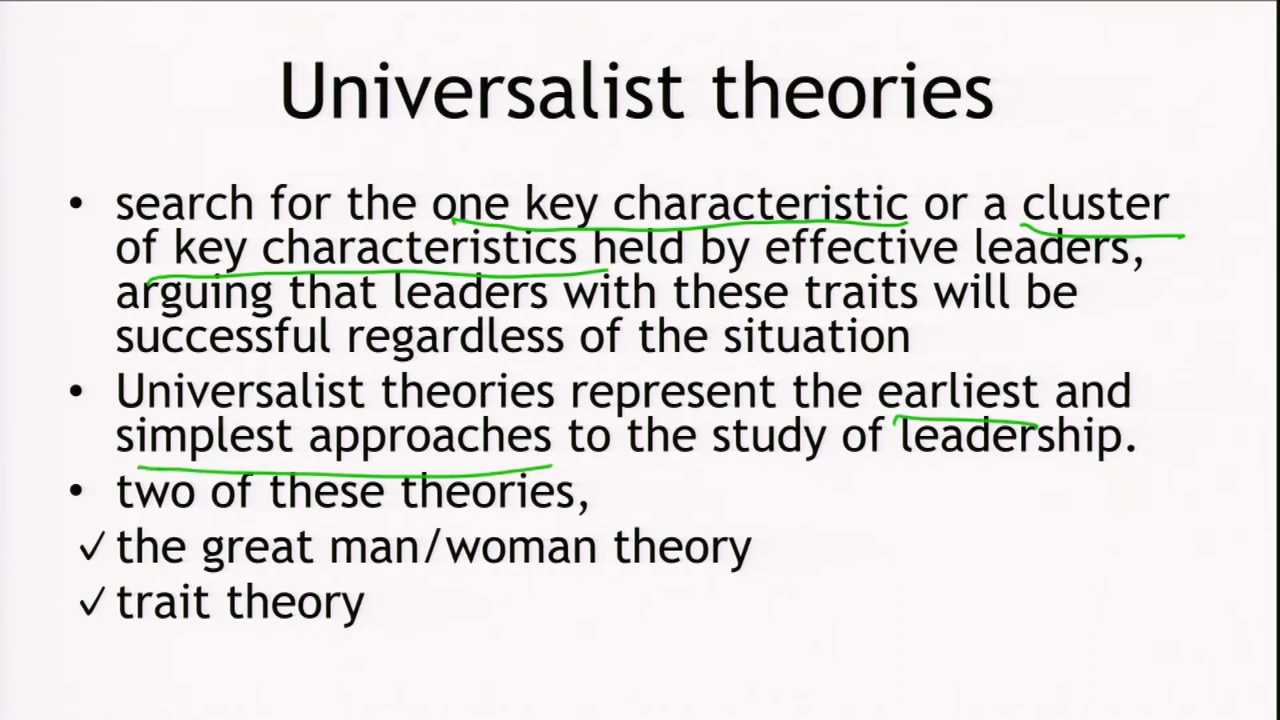 Universalist theories
• search for the one key characteristic or a cluster
of key characteristics held by effective leaders,
arguing that leaders with these traits will be
successful regardless of the situation
• Universalist theories represent the earliest and
simplest approaches to the study of leadership.
• two of these theories,
✓ the great man/woman theory
✓ trait theory